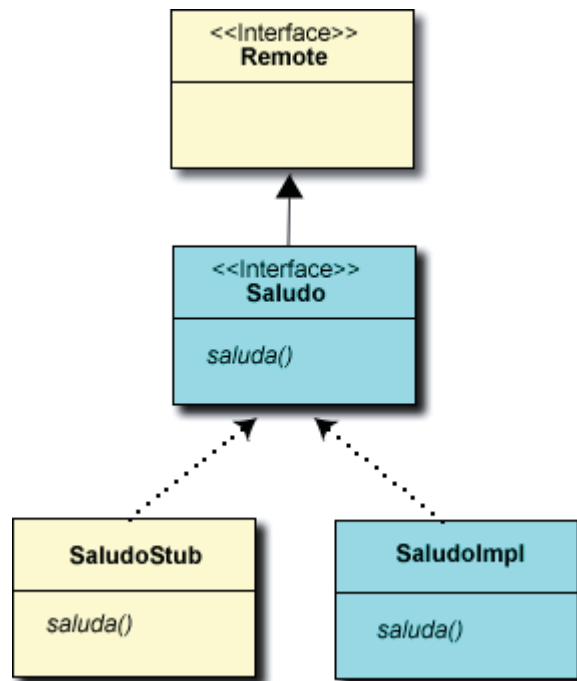 <<Interface>>
Remote
<<Interface>>
Saludo
saluda()
SaludoStub
saluda()
SaludoImpl
saluda()